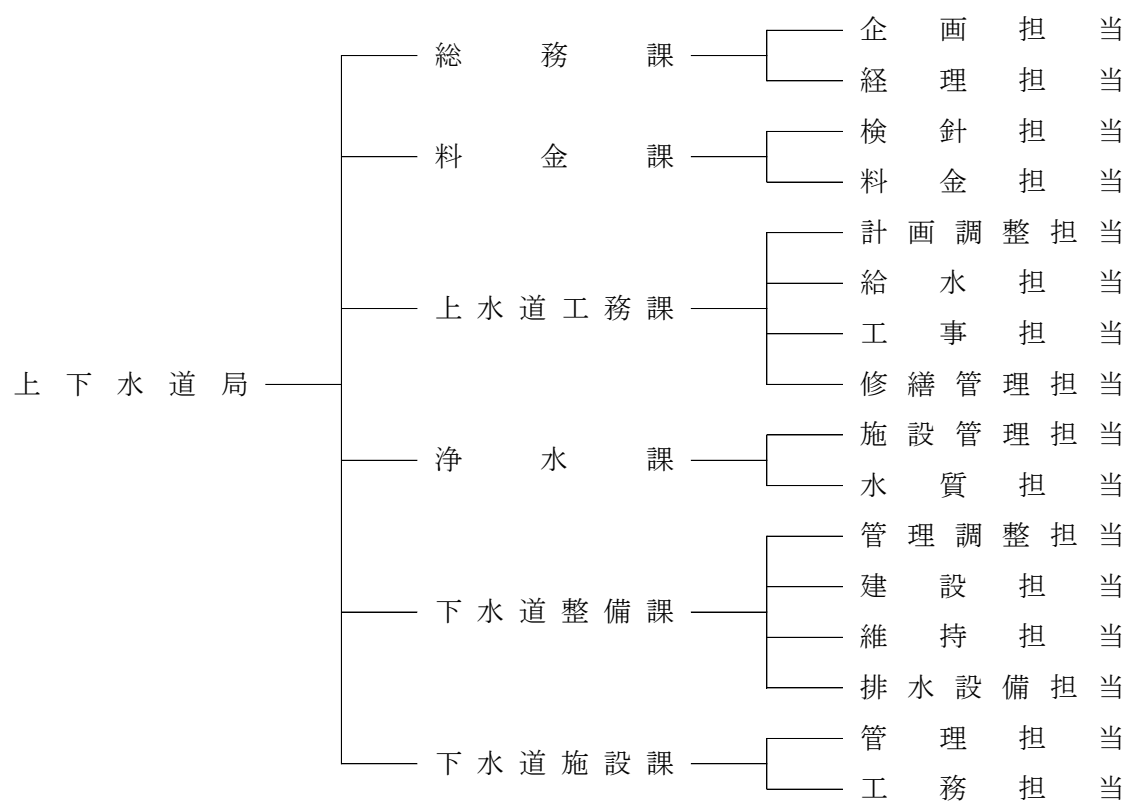 企画担当
総務課
経理担当
検針担当
料金課
料金担当
計画調整担当
給水担当
上水道工務課
工事担当
上下水道局
修繕管理担当
施設管理担当
浄水課
水質担当
管理調整担当
建設担当
下水道整備課
維持担当
排水設備担当
管理担当
下水道施設課
工務担当